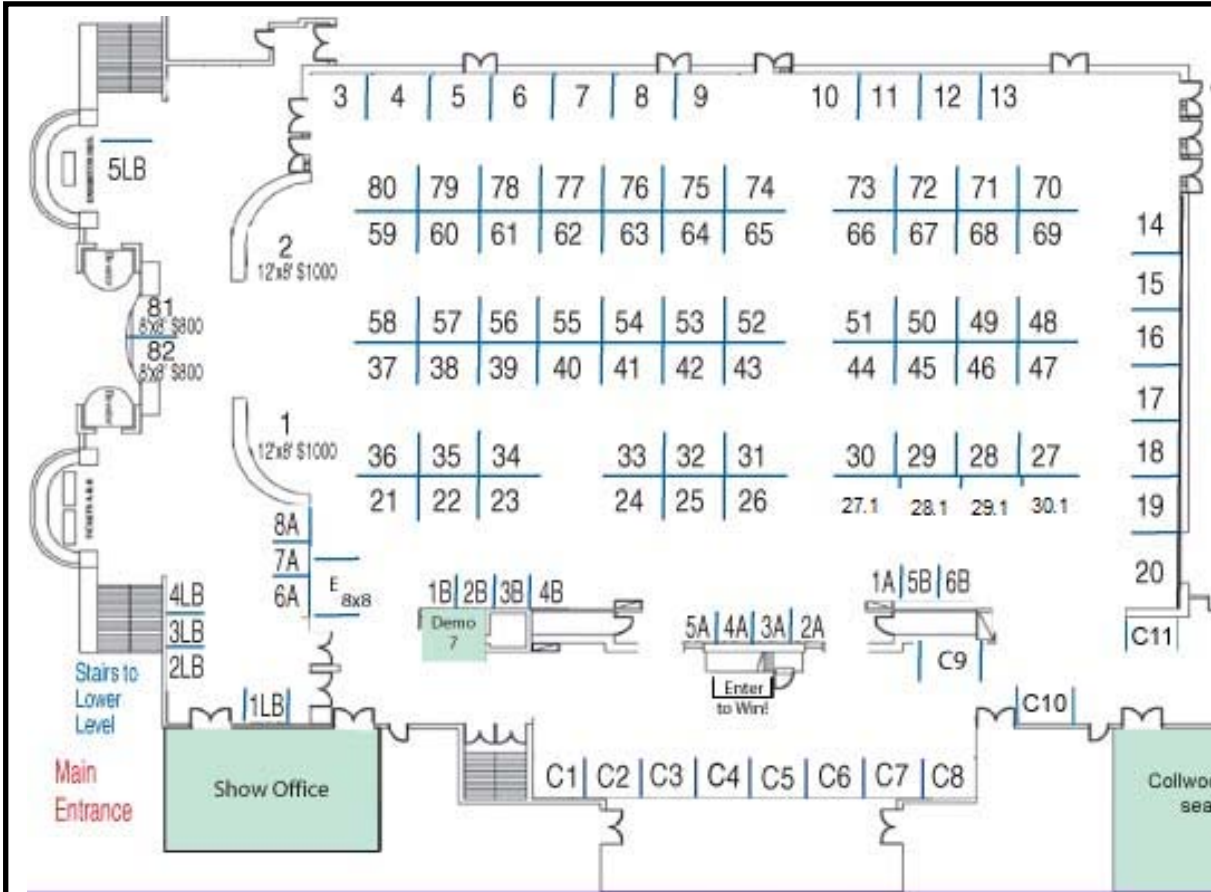 3 4 5 6 7 8 9 10 11 12 13
5LB
80 79 78 77 76 75 74 73 72 71 70
59 60 61 62 63 64 65 66 67 68 69
14
2
12'x8' $1000
15
81
8'x8' $800
82
8'x8' $800
58 57 56 55 54 53 52 51 50 49 48
16
37 38 39 40 41 42 43 44 45 46 47
17
1
12'x8' $1000
36 35 34 33 32 31 30 29 28 27
18
21 22 23 24 25 26 27.1 28.1 29.1 30.1
19
8A
7A
6A
E
8x8
20
1B 2B 3B 4B
1A 5B 6B
4LB
3LB
2LB
Demo
7
5A 4A 3A 2A
C11
C9
Stairs to
Lower
Level
1LB
Enter
to Win!
C10
Main
Entrance
Show Office
C1 C2 C3 C4 C5 C6 C7 C8
Collwo
sea